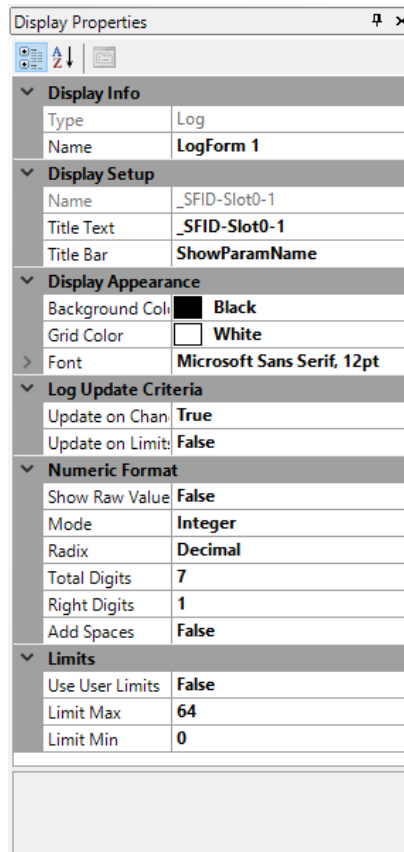 Display Properties
A Z
Display Info
Type Log
Name LogForm 1
Display Setup
Name _SFID-Slot0-1
Title Text _SFID-Slot0-1
Title Bar ShowParamName
Display Appearance
Background Col Black
Grid Color White
Font Microsoft Sans Serif, 12pt
Log Update Criteria
Update on Chan True
Update on Limit False
Numeric Format
Show Raw Value False
Mode Integer
Radix Decimal
Total Digits 7
Right Digits 1
Add Spaces False
Limits
Use User Limits False
Limit Max 64
Limit Min 0